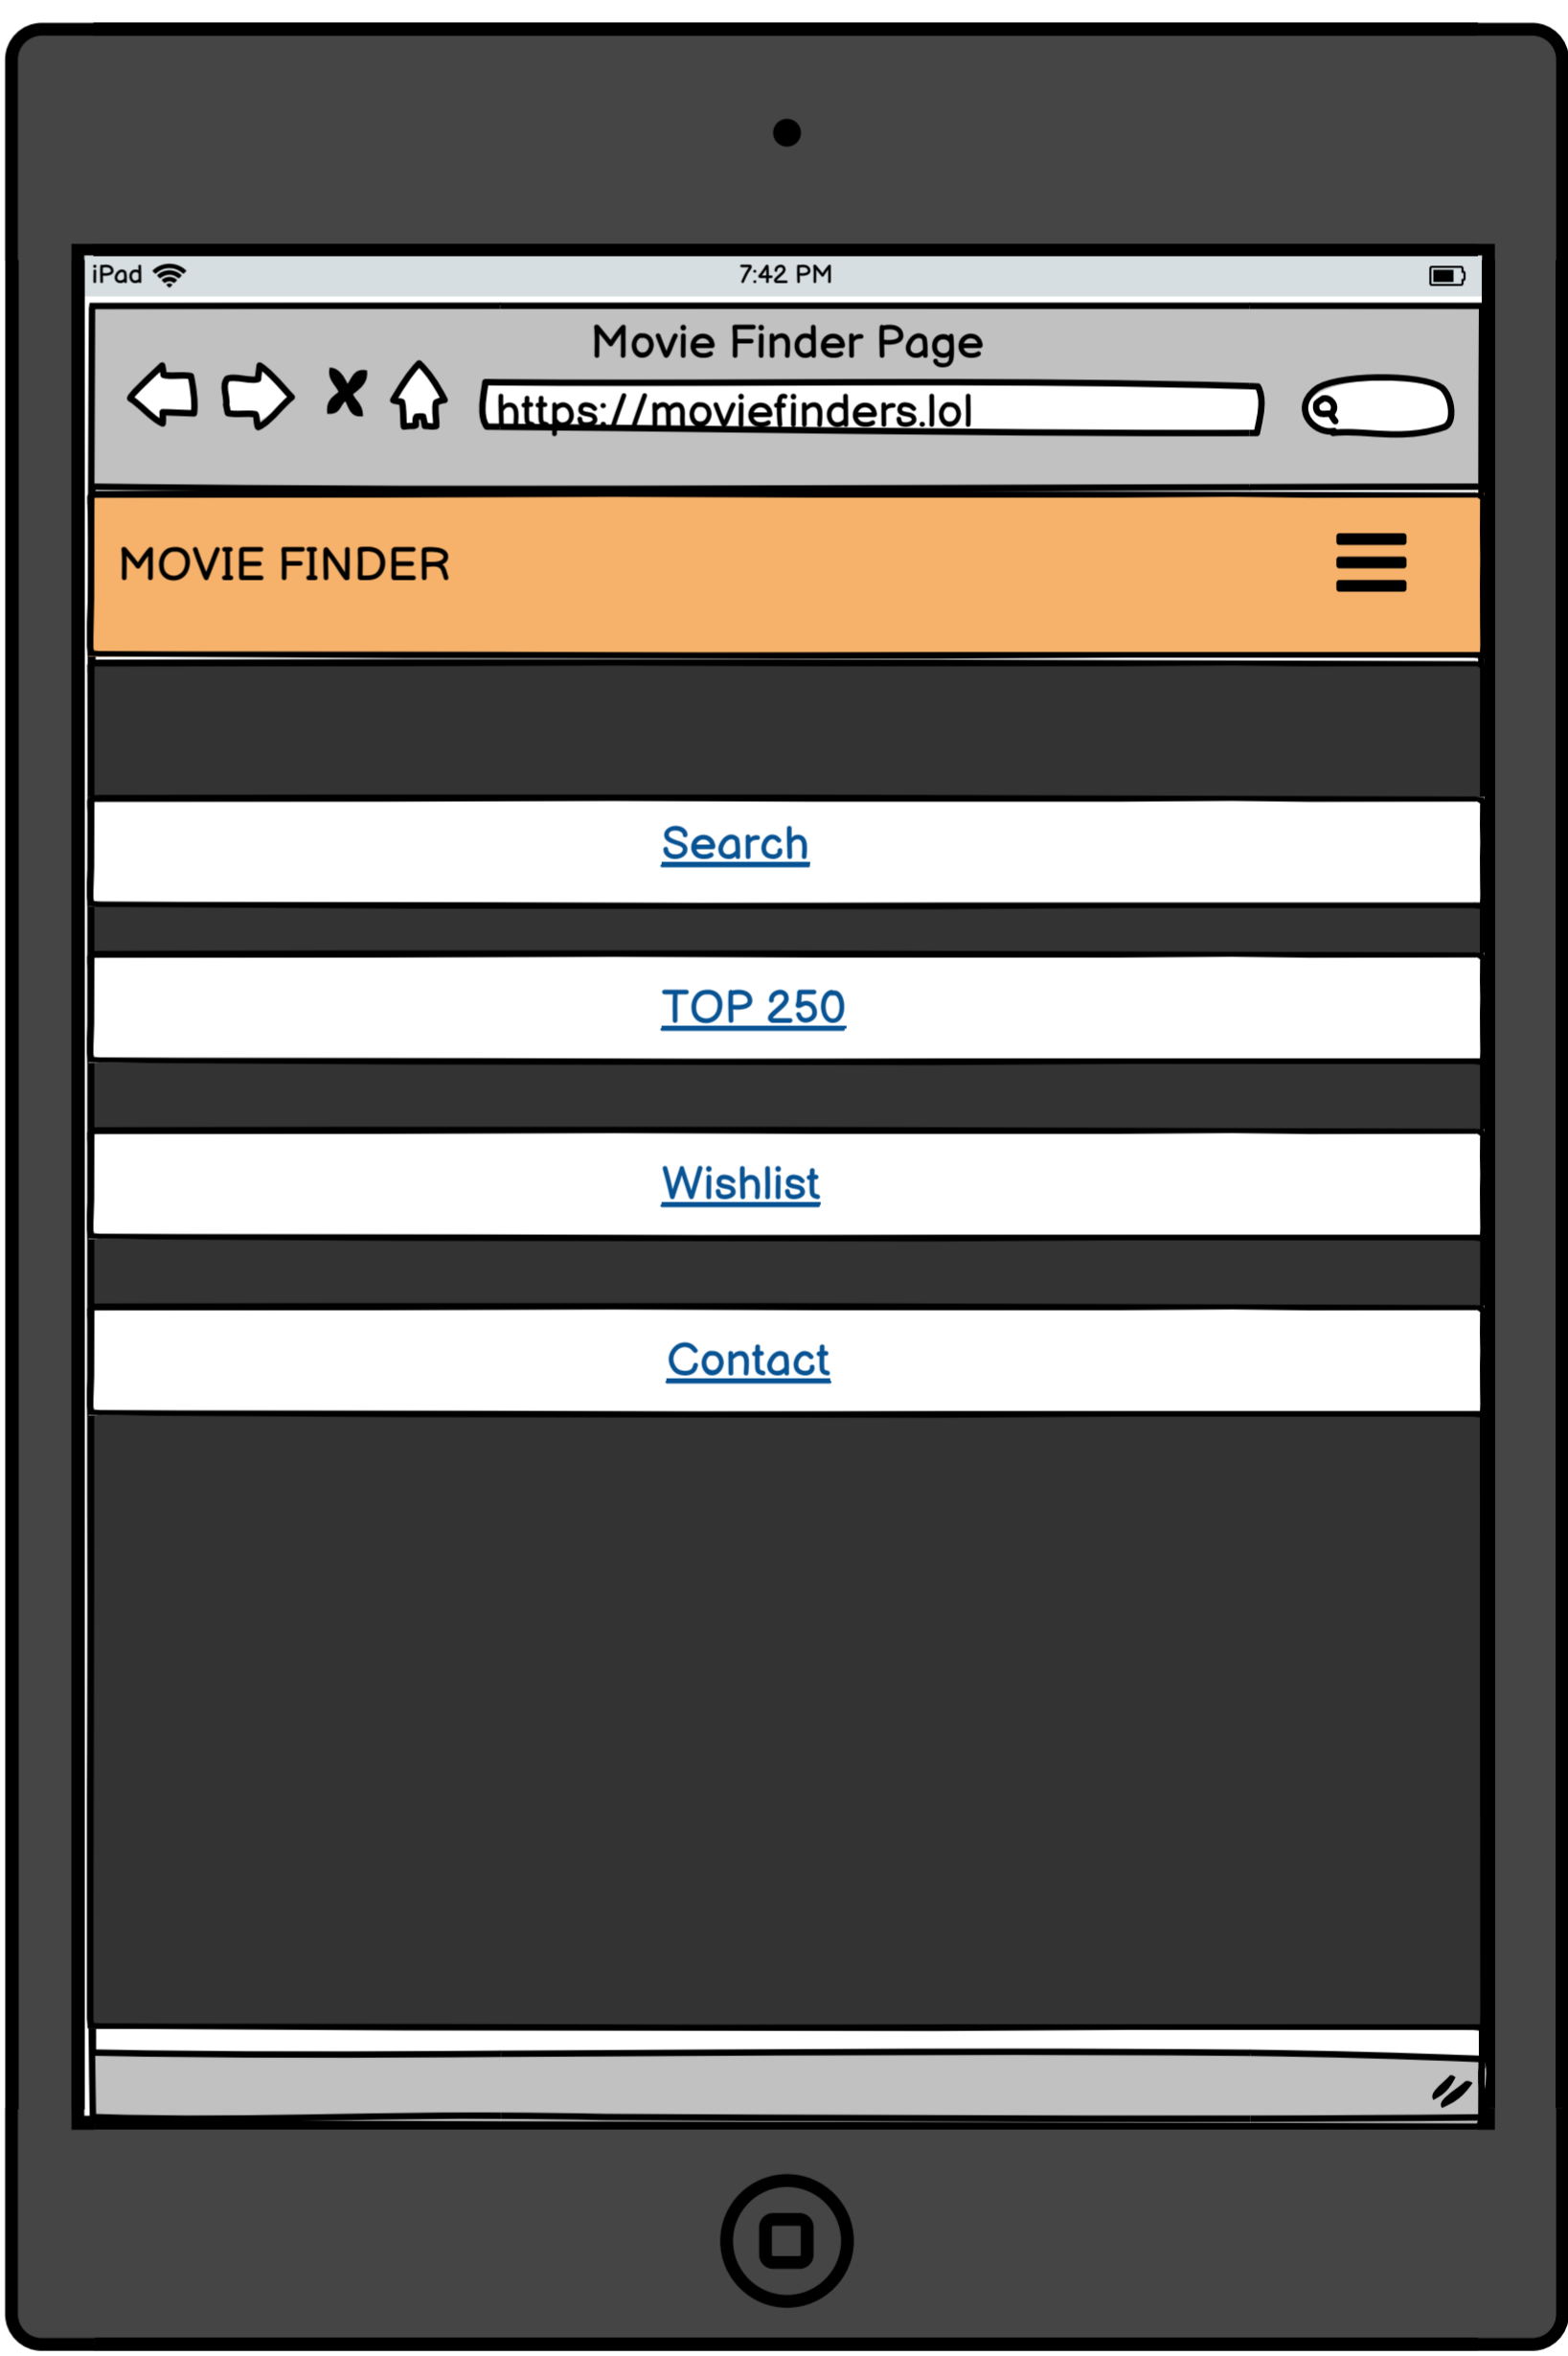 iPad
7:42 PM
Movie Finder Page
https://moviefinders.lol
MOVIE FINDER
Search
TOP 250
Wishlist
Contact